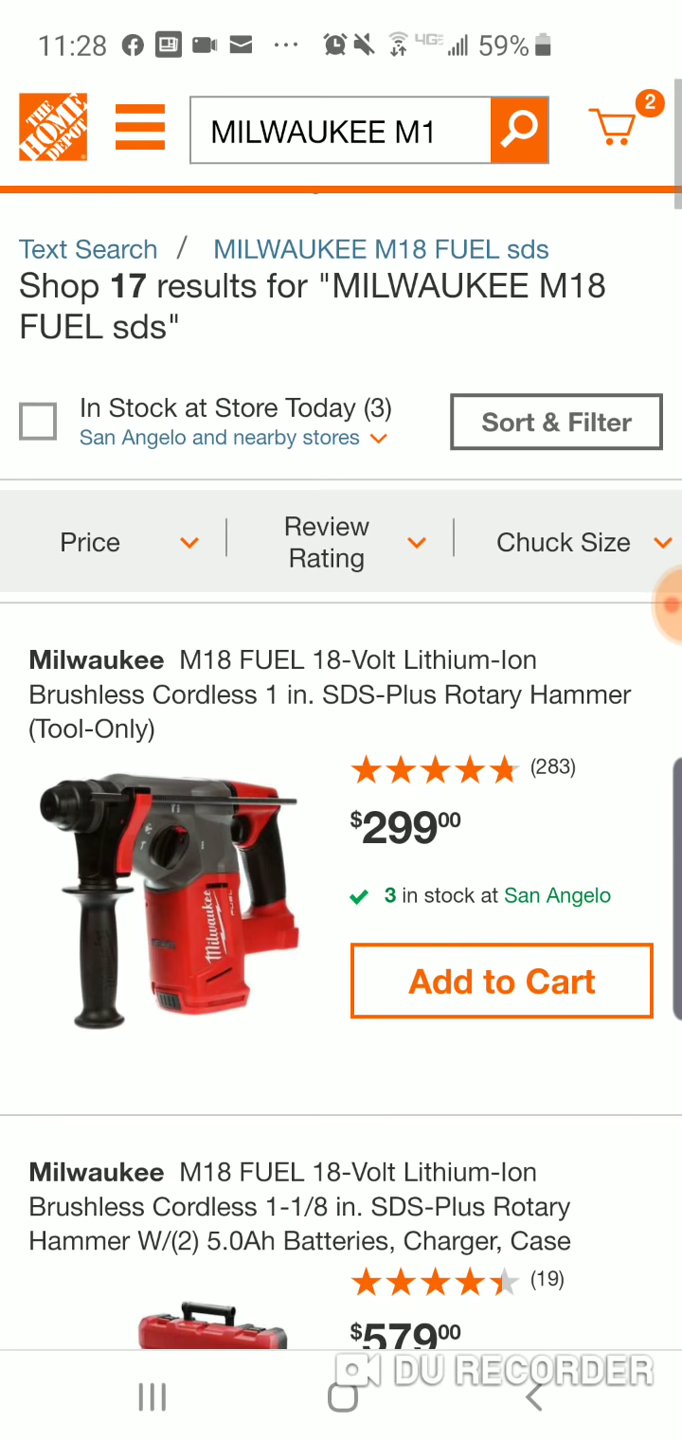 11:28 4GE 59%
THE HOME DEPOT
MILWAUKEE M1
2
Text Search / MILWAUKEE M18 FUEL sds
Shop 17 results for "MILWAUKEE M18
FUEL sds"
In Stock at Store Today (3)
San Angelo and nearby stores
Sort & Filter
Price
Review
Rating
Chuck Size
Milwaukee M18 FUEL 18-Volt Lithium-Ion
Brushless Cordless 1 in. SDS-Plus Rotary Hammer
(Tool-Only)
(283)
$299 00
3 in stock at San Angelo
Milwaukee
FUEL
Add to Cart
Milwaukee M18 FUEL 18-Volt Lithium-Ion
Brushless Cordless 1-1/8 in. SDS-Plus Rotary
Hammer W/(2) 5.0Ah Batteries, Charger, Case
(19)
$579 00
DU RECORDER